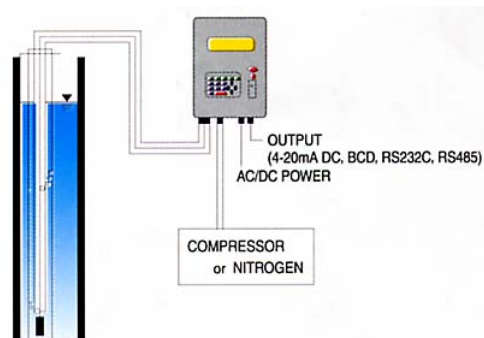 OUTPUT
(4-20mA DC, BCD, RS232C, RS485)
AC/DC POWER
COMPRESSOR
or NITROGEN